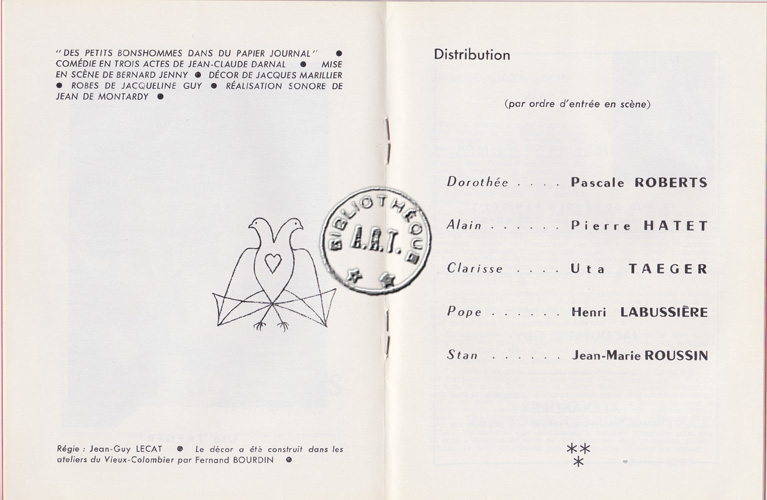 "DES PETITS BONSHOMMES DANS DU PAPIER JOURNAL" ●
COMÉDIE EN TROIS ACTES DE JEAN-CLAUDE DARNAL ● MISE
EN SCÈNE DE BERNARD JENNY ● DÉCOR DE JACQUES MARILLIER
● ROBES DE JACQUELINE GUY ● RÉALISATION SONORE DE
JEAN DE MONTARDY ●
Régie : Jean-Guy LECAT ● Le décor a été construit dans les
ateliers du Vieux-Colombier par Fernand BOURDIN ●
BIBLIOTHÈQUE
A.R.T.
Distribution
(par ordre d'entrée en scène)
Dorothée . . . . Pascale ROBERTS
Alain . . . . . . Pierre HATET
Clarisse . . . . Uta TAEGER
Pope . . . . . . Henri LABUSSIÈRE
Stan . . . . . . Jean-Marie ROUSSIN